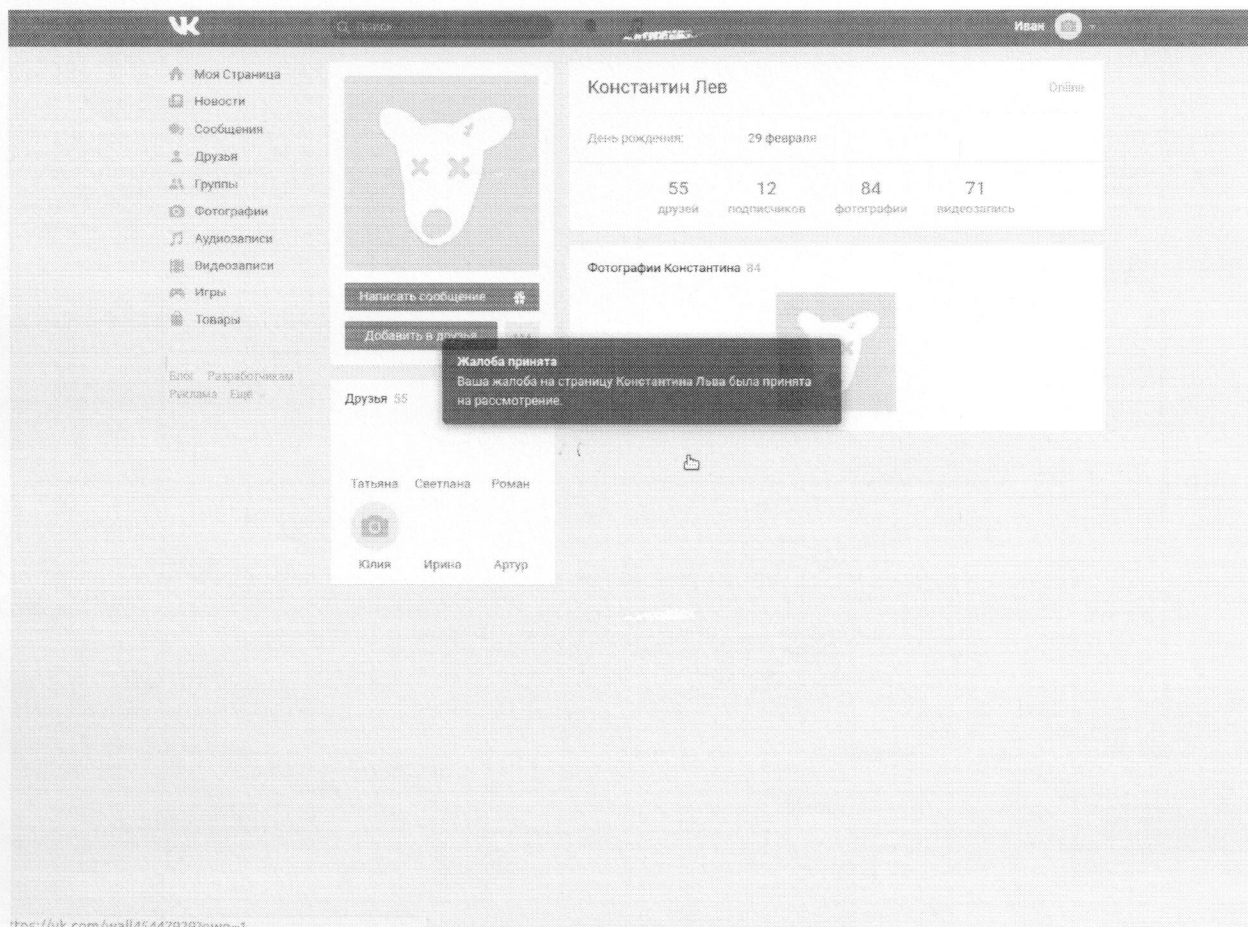 Поиск
Иван
Моя Страница
Новости
Сообщения
Друзья
Группы
Фотографии
Аудиозаписи
Видеозаписи
Игры
Товары
Блог Разработчикам
Реклама Ещё
Написать сообщение
Добавить в друзья
Друзья 55
Татьяна Светлана Роман
Юлия Ирина Артур
Константин Лев Online
День рождения: 29 февраля
55 12 84 71
друзей подписчиков фотографии видеозапись
Фотографии Константина 84
Жалоба принята
Ваша жалоба на страницу Константина Льва была принята
на рассмотрение.